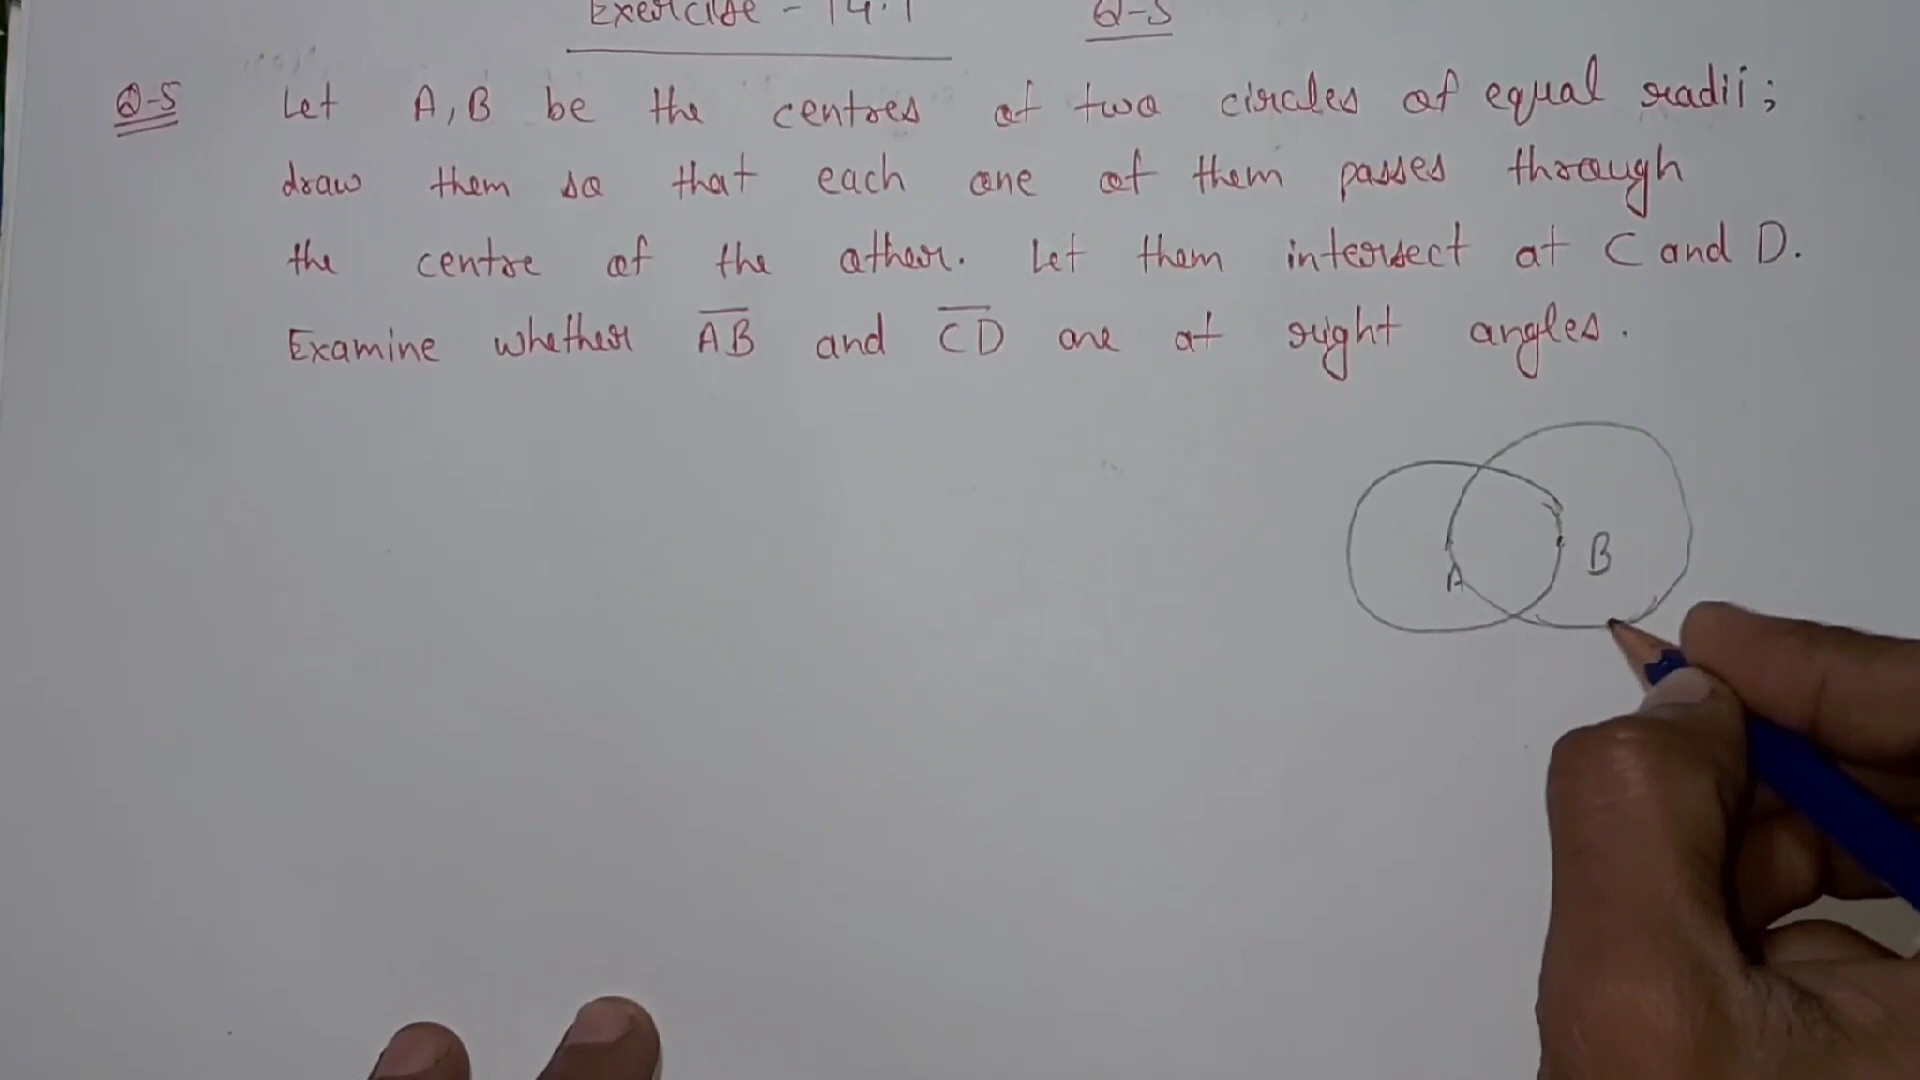 Exercise - 14.1 Q-5
Q-5 Let A, B be the centres of two circles of equal radii;
draw them so that each one of them passes through
the centre of the other. Let them intersect at C and D.
Examine whether A̅B̅ and C̅D̅ are at right angles.
A B